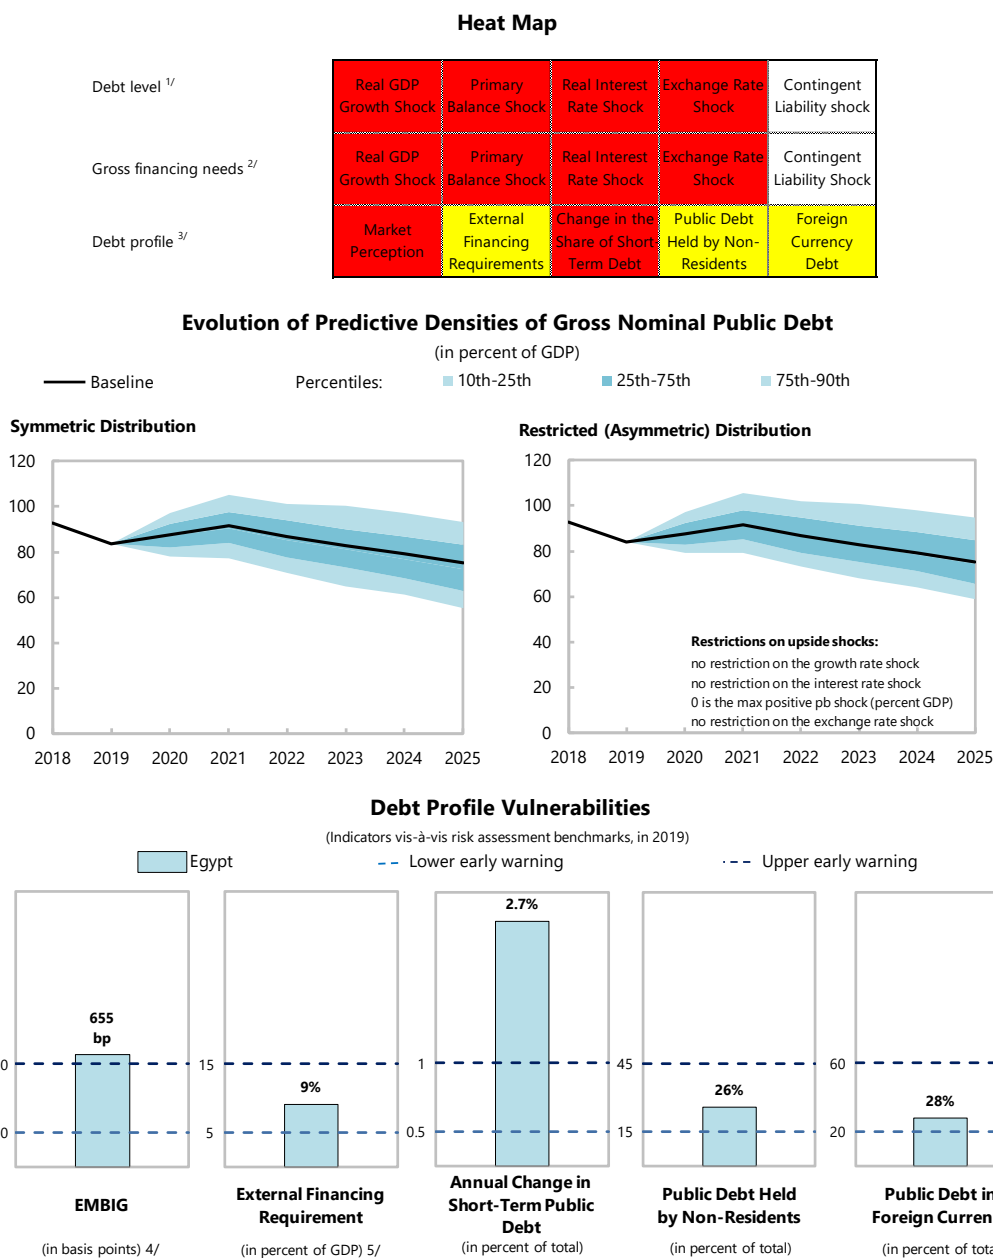 Heat Map
Debt level 1/
Real GDP Growth Shock
Primary Balance Shock
Real Interest Rate Shock
Exchange Rate Shock
Contingent Liability shock
Gross financing needs 2/
Real GDP Growth Shock
Primary Balance Shock
Real Interest Rate Shock
Exchange Rate Shock
Contingent Liability Shock
Debt profile 3/
Market Perception
External Financing Requirements
Change in the Share of Short-Term Debt
Public Debt Held by Non-Residents
Foreign Currency Debt
Evolution of Predictive Densities of Gross Nominal Public Debt
(in percent of GDP)
Baseline
Percentiles:
10th-25th
25th-75th
75th-90th
Symmetric Distribution
120
100
80
60
40
20
0
2018 2019 2020 2021 2022 2023 2024 2025
Restricted (Asymmetric) Distribution
120
100
80
60
40
20
0
Restrictions on upside shocks:
no restriction on the growth rate shock
no restriction on the interest rate shock
0 is the max positive pb shock (percent GDP)
no restriction on the exchange rate shock
2018 2019 2020 2021 2022 2023 2024 2025
Debt Profile Vulnerabilities
(Indicators vis-à-vis risk assessment benchmarks, in 2019)
Egypt
Lower early warning
Upper early warning
655
bp
0
0
EMBIG
(in basis points) 4/
9%
15
5
External Financing
Requirement
(in percent of GDP) 5/
2.7%
1
0.5
Annual Change in
Short-Term Public
Debt
(in percent of total)
26%
45
15
Public Debt Held
by Non-Residents
(in percent of total)
28%
60
20
Public Debt in
Foreign Curren
(in percent of tota